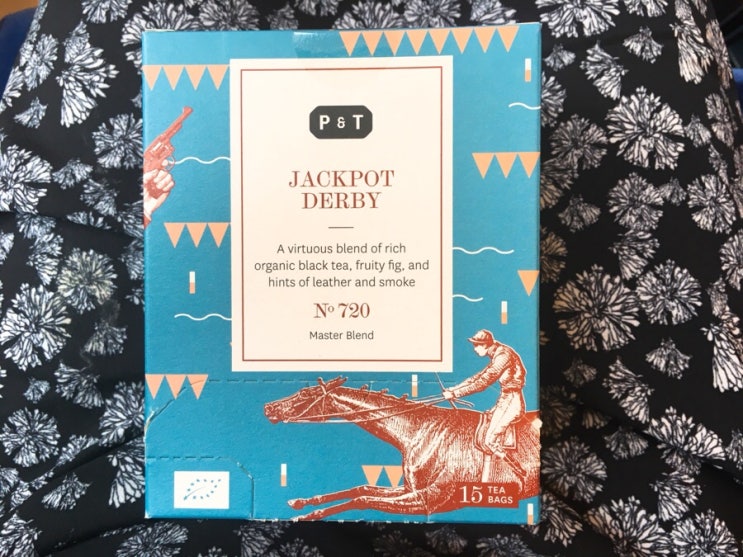 P & T
JACKPOT
DERBY
A virtuous blend of rich
organic black tea, fruity fig, and
hints of leather and smoke
No 720
Master Blend
15 TEA
BAGS